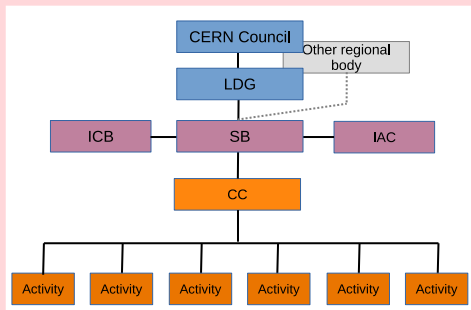 CERN Council
Other regional
body
LDG
ICB
SB
IAC
CC
Activity
Activity
Activity
Activity
Activity
Activity